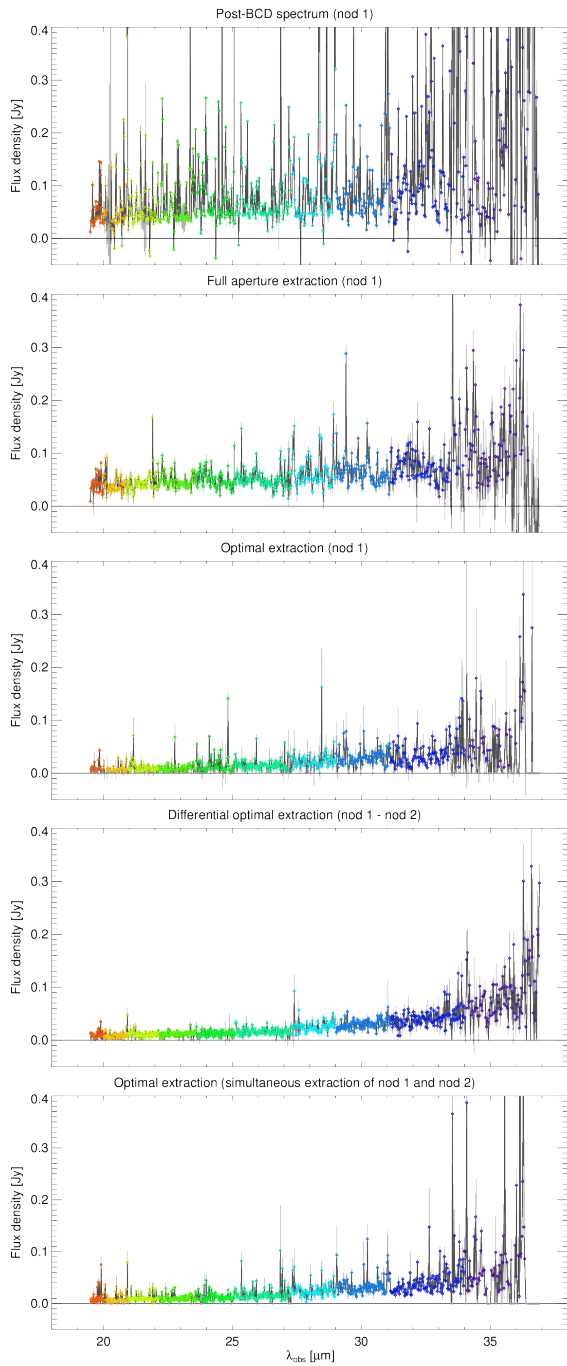 Post-BCD spectrum (nod 1)
0.4
0.3
0.2
0.1
0.0
Flux density [Jy]
Full aperture extraction (nod 1)
0.4
0.3
0.2
0.1
0.0
Flux density [Jy]
Optimal extraction (nod 1)
0.4
0.3
0.2
0.1
0.0
Flux density [Jy]
Differential optimal extraction (nod 1 - nod 2)
0.4
0.3
0.2
0.1
0.0
Flux density [Jy]
Optimal extraction (simultaneous extraction of nod 1 and nod 2)
0.4
0.3
0.2
0.1
0.0
Flux density [Jy]
20 25 30 35
λobs [μm]